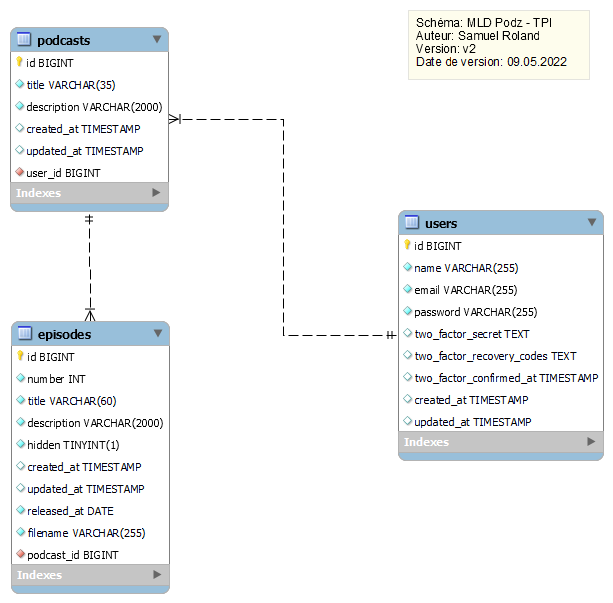 Schéma: MLD Podz - TPI
Auteur: Samuel Roland
Version: v2
Date de version: 09.05.2022
podcasts
id BIGINT
title VARCHAR(35)
description VARCHAR(2000)
created_at TIMESTAMP
updated_at TIMESTAMP
user_id BIGINT
Indexes
users
id BIGINT
name VARCHAR(255)
email VARCHAR(255)
password VARCHAR(255)
two_factor_secret TEXT
two_factor_recovery_codes TEXT
two_factor_confirmed_at TIMESTAMP
created_at TIMESTAMP
updated_at TIMESTAMP
Indexes
episodes
id BIGINT
number INT
title VARCHAR(60)
description VARCHAR(2000)
hidden TINYINT(1)
created_at TIMESTAMP
updated_at TIMESTAMP
released_at DATE
filename VARCHAR(255)
podcast_id BIGINT
Indexes